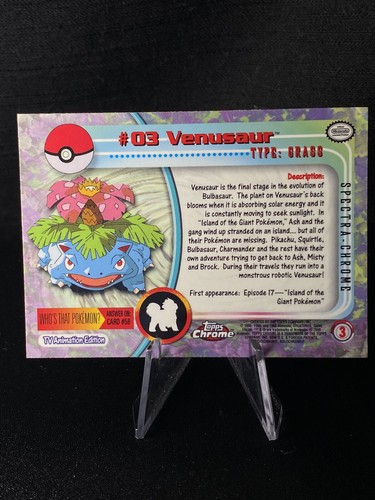 #03 Venusaur™
TYPE: GRASS
Description:
Venusaur is the final stage in the evolution of
Bulbasaur. The plant on Venusaur's back
blooms when it is absorbing solar energy and it
is constantly moving to seek sunlight. In
"Island of the Giant Pokémon," Ash and the
gang wind up stranded on an island... but all of
their Pokémon are missing. Pikachu, Squirtle,
Bulbasaur, Charmander and the rest have their
own adventure trying to get back to Ash, Misty
and Brock. During their travels they run into a
monstrous robotic Venusaur!
First appearance: Episode 17—"Island of the
Giant Pokémon"
SPECTRA-CHROME
WHO'S THAT POKÉMON?
ANSWER ON
CARD #58
TV Animation Edition
Topps
Chrome
3